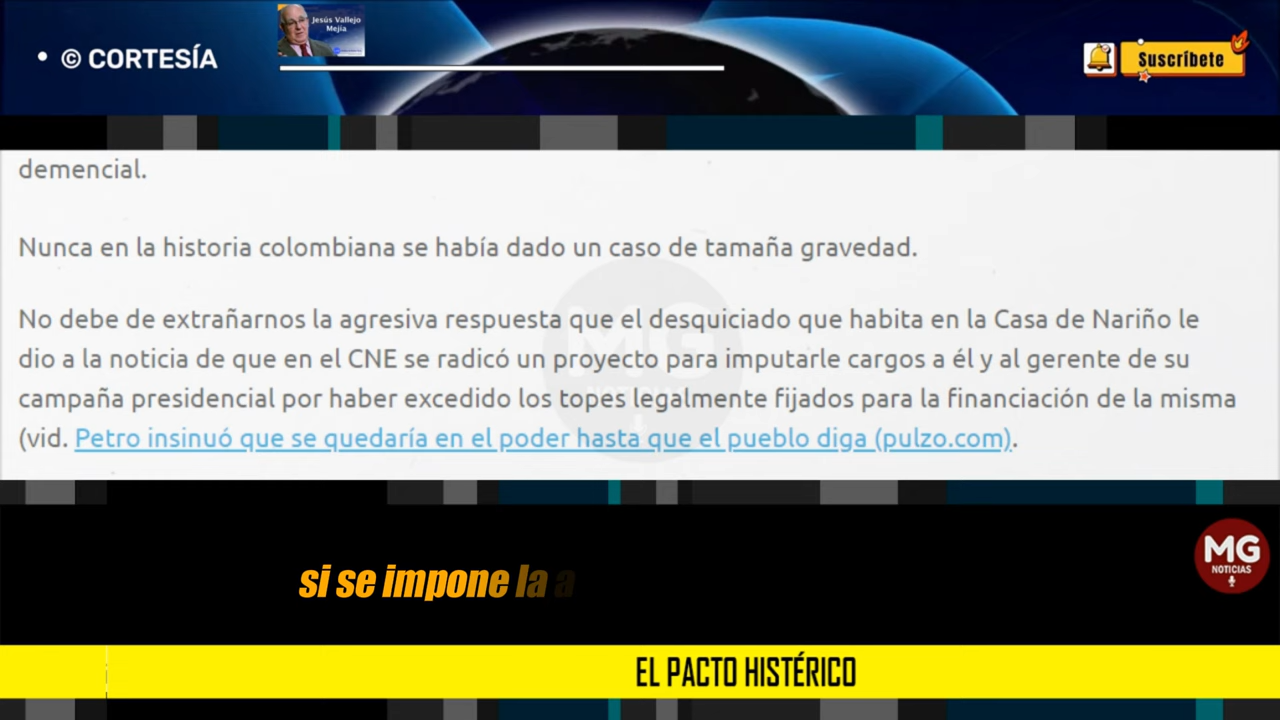 • © CORTESÍA
Jesús Vallejo
Mejía
Suscríbete
demencial.
Nunca en la historia colombiana se había dado un caso de tamaña gravedad.
No debe de extrañarnos la agresiva respuesta que el desquiciado que habita en la Casa de Nariño le
dio a la noticia de que en el CNE se radicó un proyecto para imputarle cargos a él y al gerente de su
campaña presidencial por haber excedido los topes legalmente fijados para la financiación de la misma
(vid. Petro insinuó que se quedaría en el poder hasta que el pueblo diga (pulzo.com).
MG
NOTICIAS
si se impone la a
MG
NOTICIAS
EL PACTO HISTÉRICO